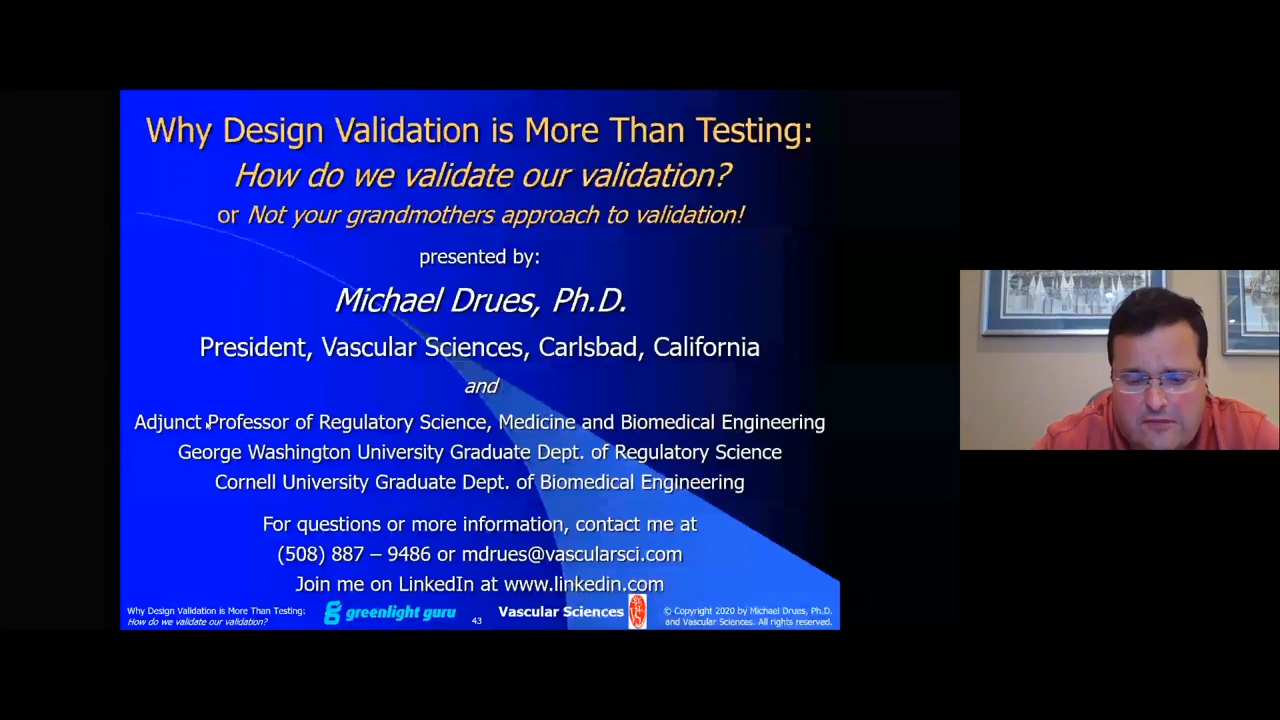 Why Design Validation is More Than Testing:
How do we validate our validation?
or Not your grandmothers approach to validation!
presented by:
Michael Drues, Ph.D.
President, Vascular Sciences, Carlsbad, California
and
Adjunct Professor of Regulatory Science, Medicine and Biomedical Engineering
George Washington University Graduate Dept. of Regulatory Science
Cornell University Graduate Dept. of Biomedical Engineering
For questions or more information, contact me at
(508) 887 – 9486 or mdrues@vascularsci.com
Join me on LinkedIn at www.linkedin.com
Why Design Validation is More Than Testing:
How do we validate our validation?
greenlight guru
43
Vascular Sciences
© Copyright 2020 by Michael Drues, Ph.D.
and Vascular Sciences. All rights reserved.